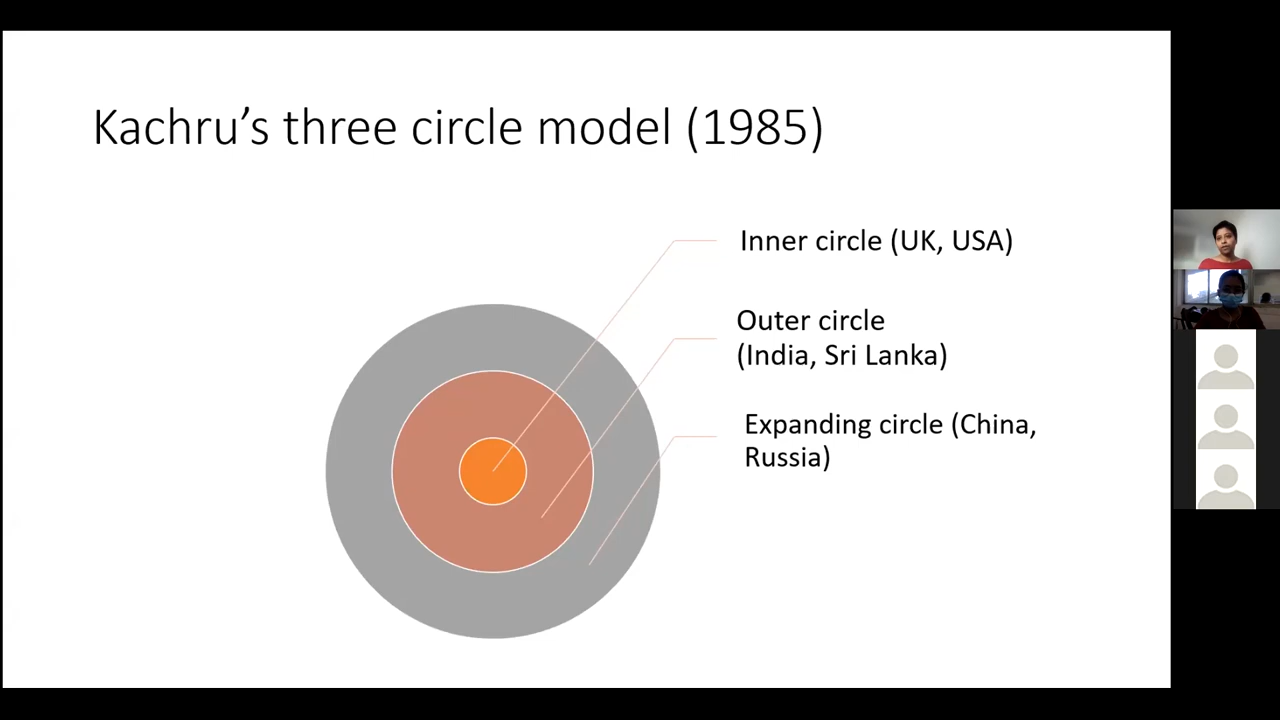 Kachru’s three circle model (1985)
Inner circle (UK, USA)
Outer circle
(India, Sri Lanka)
Expanding circle (China,
Russia)